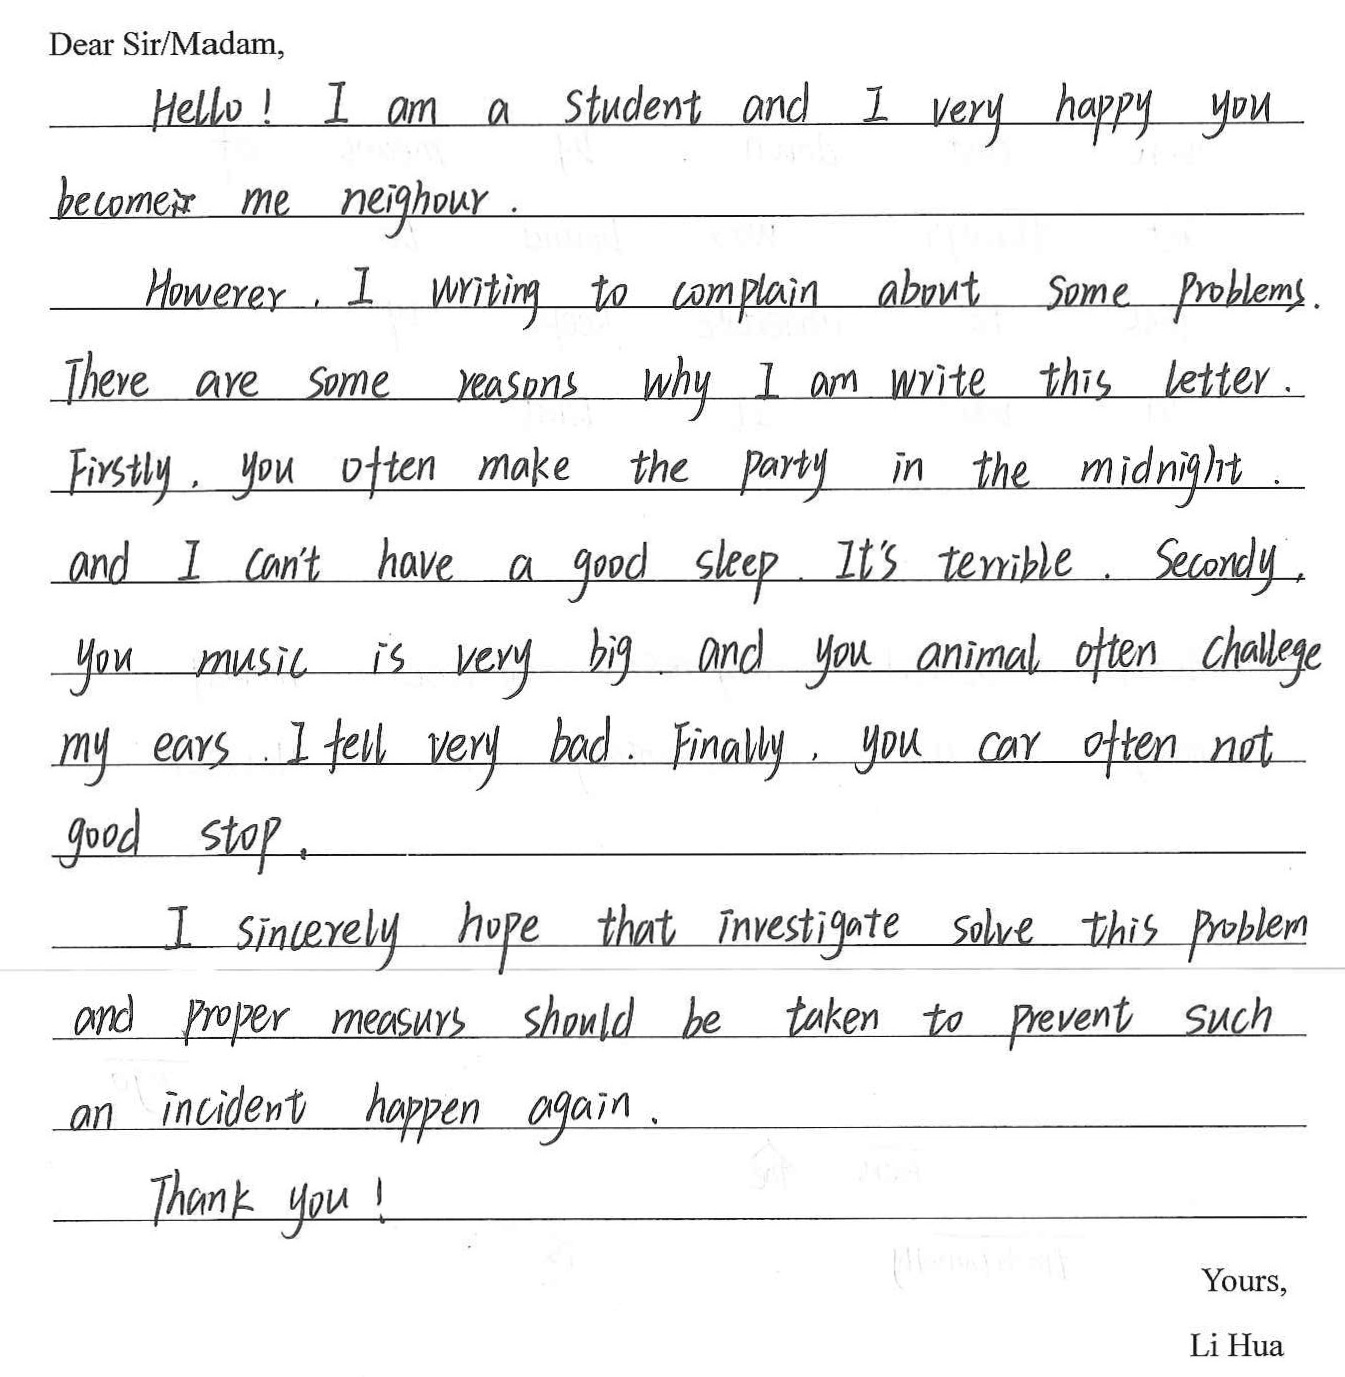 Dear Sir/Madam,
Hello! I am a student and I very happy you
become me neighour.
However, I writing to complain about some problems.
There are some reasons why I am write this letter.
Firstly, you often make the party in the midnight.
and I can't have a good sleep. It's terrible. Secondy,
you music is very big and you animal often challege
my ears. I fell very bad. Finally, you car often not
good stop.
I sincerely hope that investigate solve this problem
and proper measurs should be taken to prevent such
an incident happen again.
Thank you!
Yours,
Li Hua